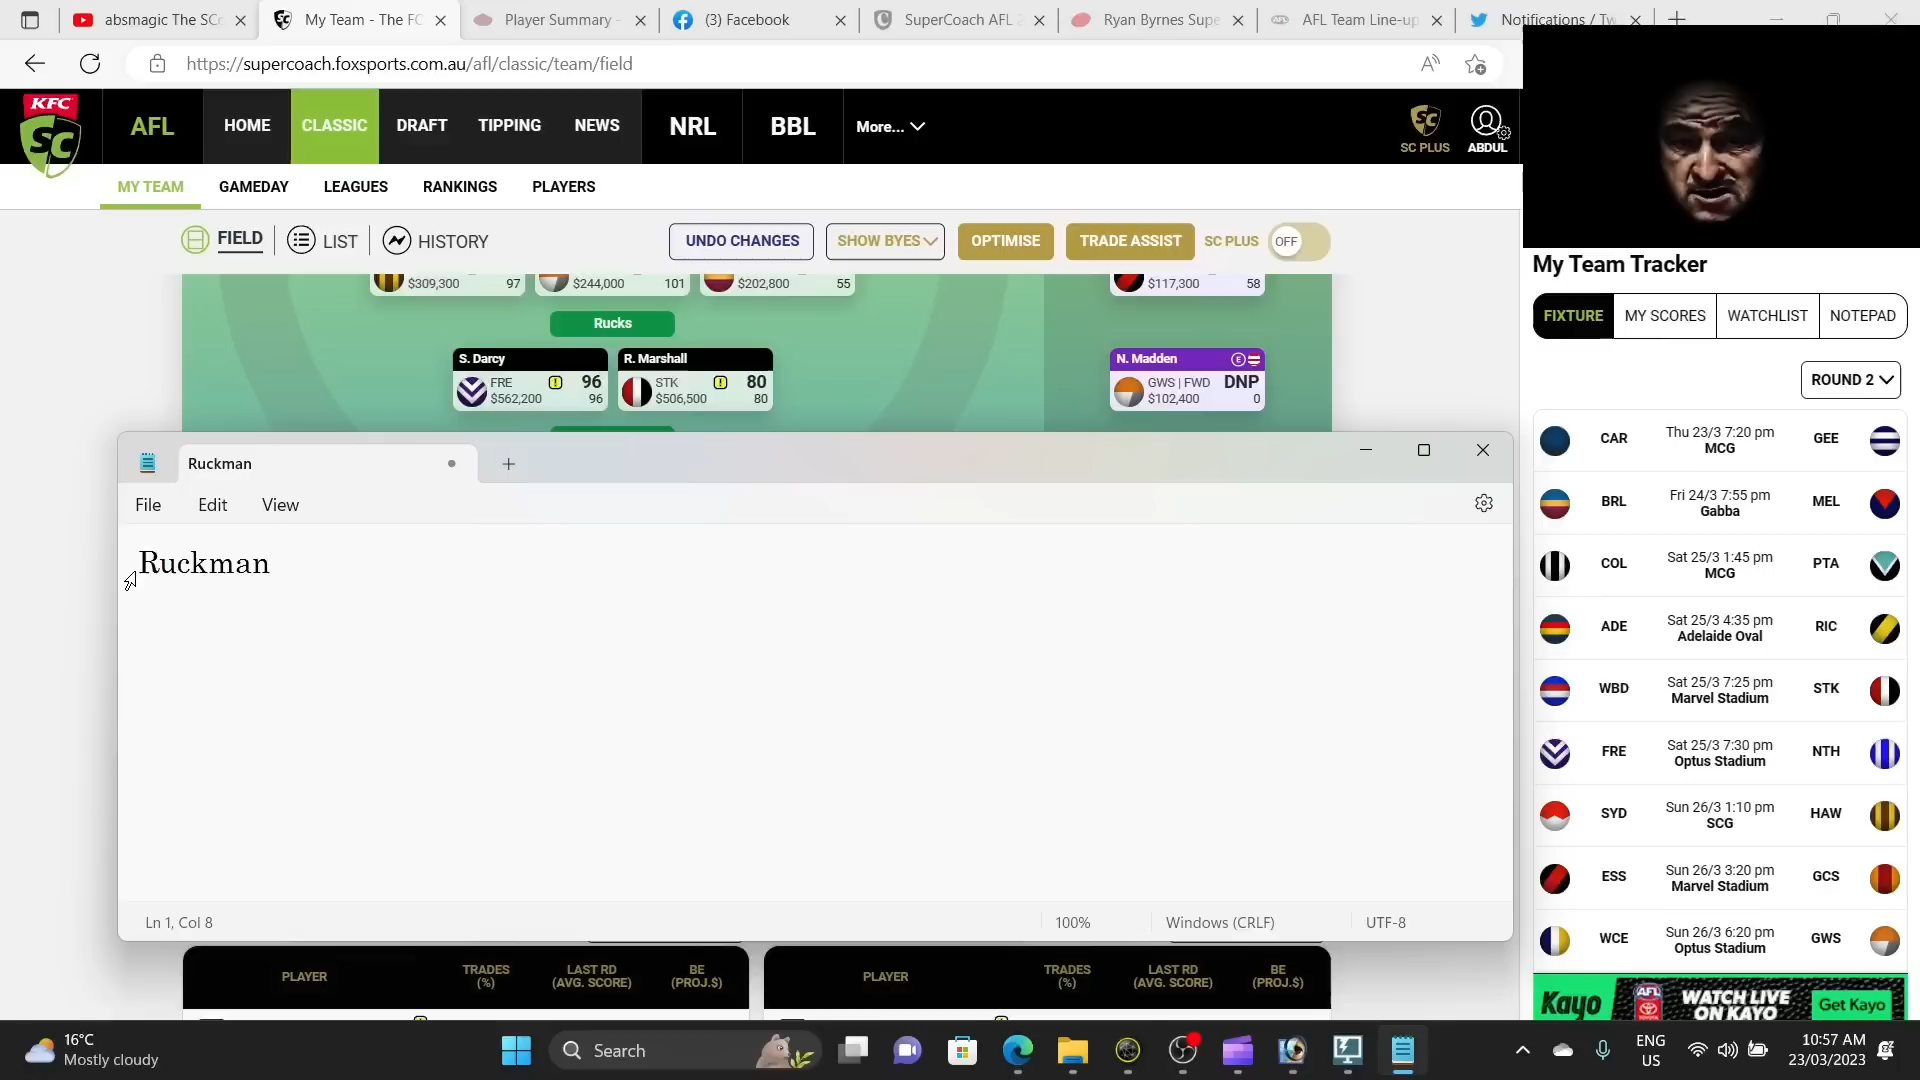 absmagic The SC
My Team - The FC
Player Summary -
(3) Facebook
SuperCoach AFL 2
Ryan Byrnes Supe
AFL Team Line-up
Notifications / Tw
https://supercoach.foxsports.com.au/afl/classic/team/field
KFC
SC
AFL
HOME
CLASSIC
DRAFT
TIPPING
NEWS
NRL
BBL
More...
SC
SC PLUS
ABDUL
MY TEAM
GAMEDAY
LEAGUES
RANKINGS
PLAYERS
FIELD
LIST
HISTORY
UNDO CHANGES
SHOW BYES
OPTIMISE
TRADE ASSIST
SC PLUS
OFF
$309,300 97
$244,000 101
$202,800 55
$117,300 58
Rucks
S. Darcy
FRE 96
$562,200 96
R. Marshall
STK 80
$506,500 80
N. Madden E
GWS | FWD DNP
$102,400 0
Ruckman
File Edit View
Ruckman
Ln 1, Col 8
100%
Windows (CRLF)
UTF-8
PLAYER
TRADES (%)
LAST RD (AVG. SCORE)
BE (PROJ.$)
PLAYER
TRADES (%)
LAST RD (AVG. SCORE)
BE (PROJ.$)
My Team Tracker
FIXTURE
MY SCORES
WATCHLIST
NOTEPAD
ROUND 2
CAR Thu 23/3 7:20 pm GEE
MCG
BRL Fri 24/3 7:55 pm MEL
Gabba
COL Sat 25/3 1:45 pm PTA
MCG
ADE Sat 25/3 4:35 pm RIC
Adelaide Oval
WBD Sat 25/3 7:25 pm STK
Marvel Stadium
FRE Sat 25/3 7:30 pm NTH
Optus Stadium
SYD Sun 26/3 1:10 pm HAW
SCG
ESS Sun 26/3 3:20 pm GCS
Marvel Stadium
WCE Sun 26/3 6:20 pm GWS
Optus Stadium
Kayo
AFL
WATCH LIVE
ON KAYO
Get Kayo
16°C
Mostly cloudy
Search
ENG
US
10:57 AM
23/03/2023